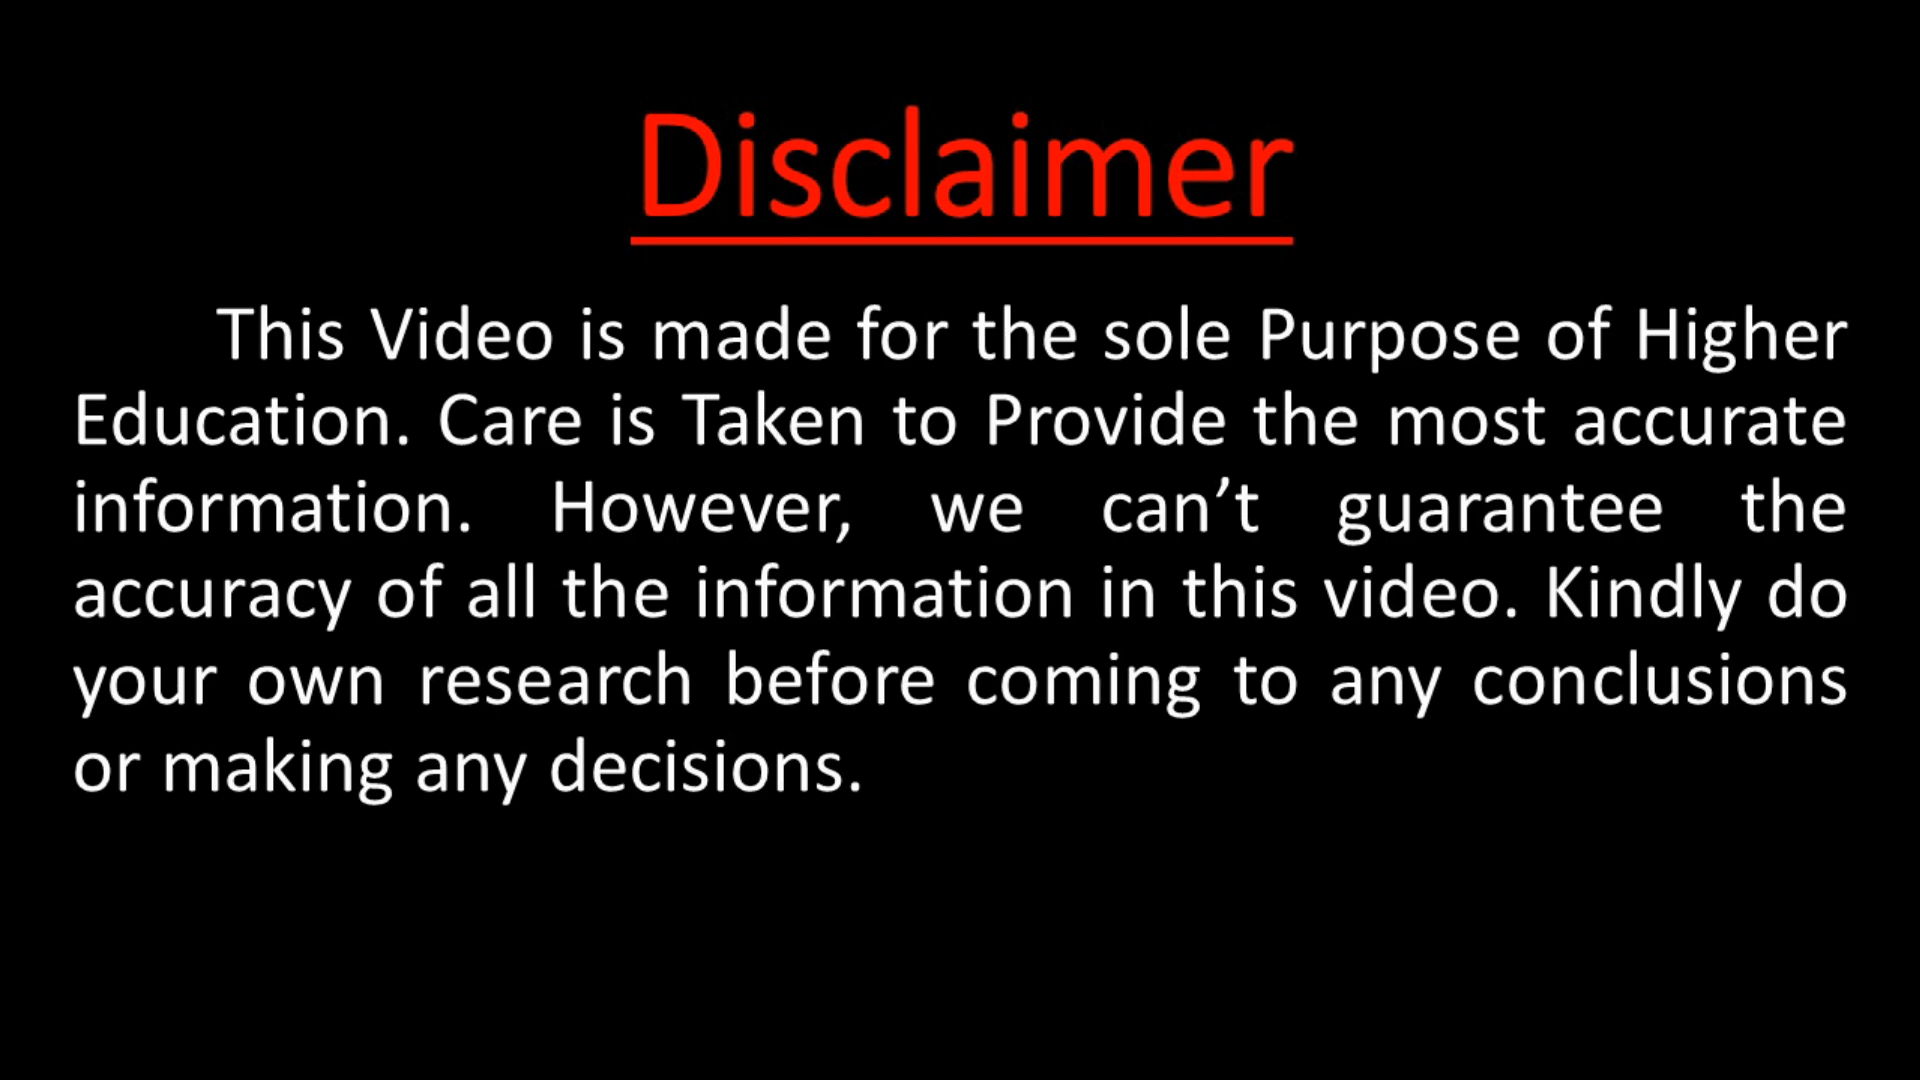 Disclaimer
This Video is made for the sole Purpose of Higher
Education. Care is Taken to Provide the most accurate
information. However, we can’t guarantee the
accuracy of all the information in this video. Kindly do
your own research before coming to any conclusions
or making any decisions.